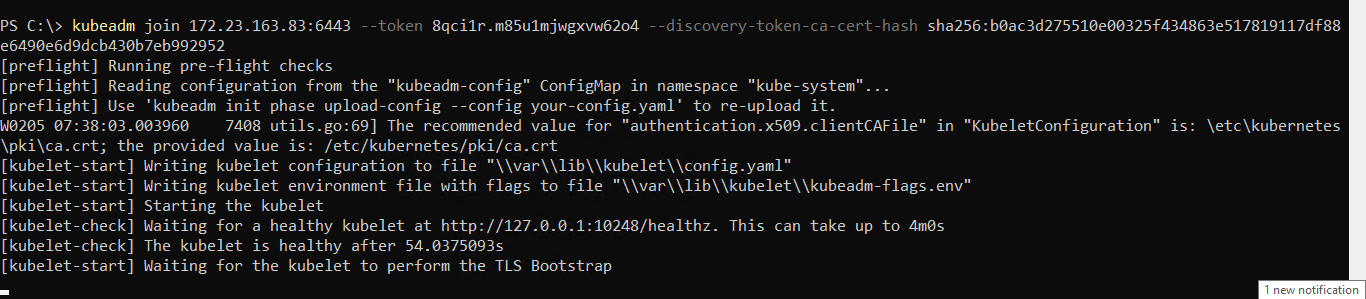 PS C:\> kubeadm join 172.23.163.83:6443 --token 8qci1r.m85u1mjwgxvw62o4 --discovery-token-ca-cert-hash sha256:b0ac3d275510e00325f434863e517819117df88
e6490e6d9dcb430b7eb992952
[preflight] Running pre-flight checks
[preflight] Reading configuration from the "kubeadm-config" ConfigMap in namespace "kube-system"...
[preflight] Use 'kubeadm init phase upload-config --config your-config.yaml' to re-upload it.
W0205 07:38:03.003960    7408 utils.go:69] The recommended value for "authentication.x509.clientCAFile" in "KubeletConfiguration" is: \etc\kubernetes
\pki\ca.crt; the provided value is: /etc/kubernetes/pki/ca.crt
[kubelet-start] Writing kubelet configuration to file "\\var\\lib\\kubelet\\config.yaml"
[kubelet-start] Writing kubelet environment file with flags to file "\\var\\lib\\kubelet\\kubeadm-flags.env"
[kubelet-start] Starting the kubelet
[kubelet-check] Waiting for a healthy kubelet at http://127.0.0.1:10248/healthz. This can take up to 4m0s
[kubelet-check] The kubelet is healthy after 54.0375093s
[kubelet-start] Waiting for the kubelet to perform the TLS Bootstrap
1 new notification